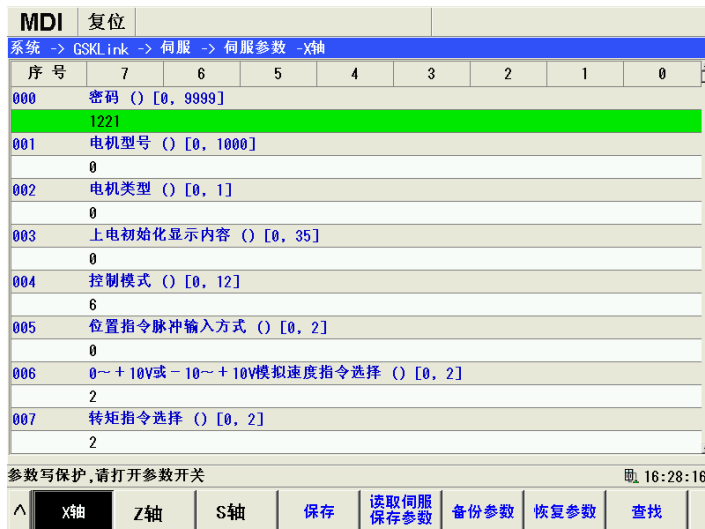 MDI 复位
系统 -> GSKLink -> 伺服 -> 伺服参数 -X轴
序 号 7 6 5 4 3 2 1 0
000 密码 () [0, 9999]
1221
001 电机型号 () [0, 1000]
0
002 电机类型 () [0, 1]
0
003 上电初始化显示内容 () [0, 35]
0
004 控制模式 () [0, 12]
6
005 位置指令脉冲输入方式 () [0, 2]
0
006 0～＋10V或－10～＋10V模拟速度指令选择 () [0, 2]
2
007 转矩指令选择 () [0, 2]
2
参数写保护,请打开参数开关 16:28:16
^ X轴 Z轴 S轴 保存 读取伺服保存参数 备份参数 恢复参数 查找